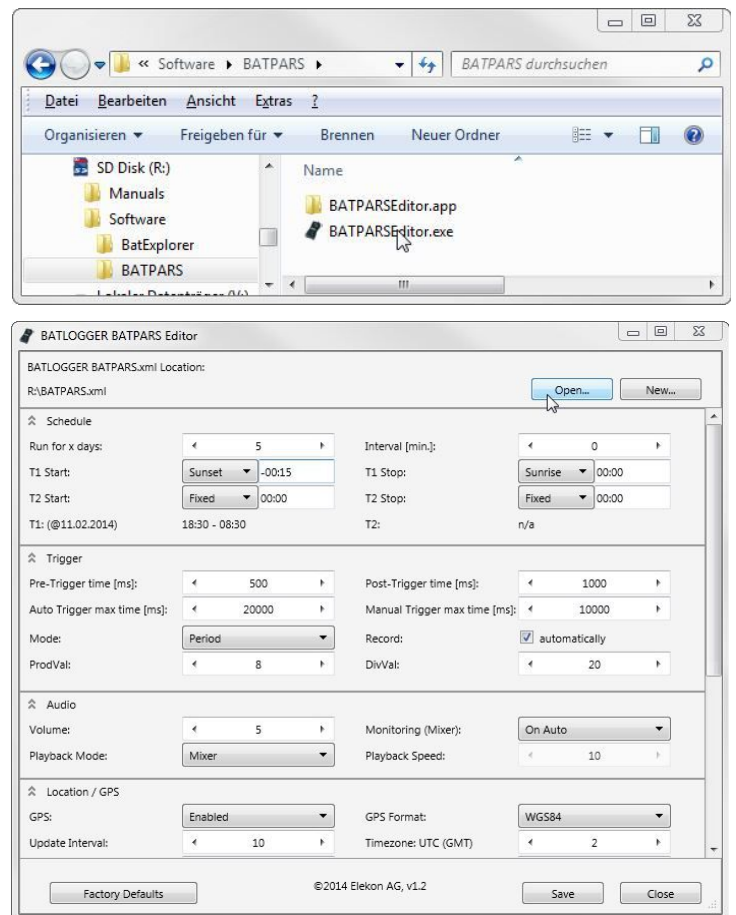 « Software BATPARS BATPARS durchsuchen
Datei Bearbeiten Ansicht Extras ?
Organisieren Freigeben für Brennen Neuer Ordner
SD Disk (R:)
Manuals
Software
BatExplorer
BATPARS
Name
BATPARSEditor.app
BATPARSEditor.exe
BATLOGGER BATPARS Editor
BATLOGGER BATPARS.xml Location:
R:\BATPARS.xml Open... New...
Schedule
Run for x days: 5 Interval [min.]: 0
T1 Start: Sunset -00:15 T1 Stop: Sunrise 00:00
T2 Start: Fixed 00:00 T2 Stop: Fixed 00:00
T1: (@11.02.2014) 18:30 - 08:30 T2: n/a
Trigger
Pre-Trigger time [ms]: 500 Post-Trigger time [ms]: 1000
Auto Trigger max time [ms]: 20000 Manual Trigger max time [ms]: 10000
Mode: Period Record: automatically
ProdVal: 8 DivVal: 20
Audio
Volume: 5 Monitoring (Mixer): On Auto
Playback Mode: Mixer Playback Speed: 10
Location / GPS
GPS: Enabled GPS Format: WGS84
Update Interval: 10 Timezone: UTC (GMT) 2
Factory Defaults ©2014 Elekon AG, v1.2 Save Close